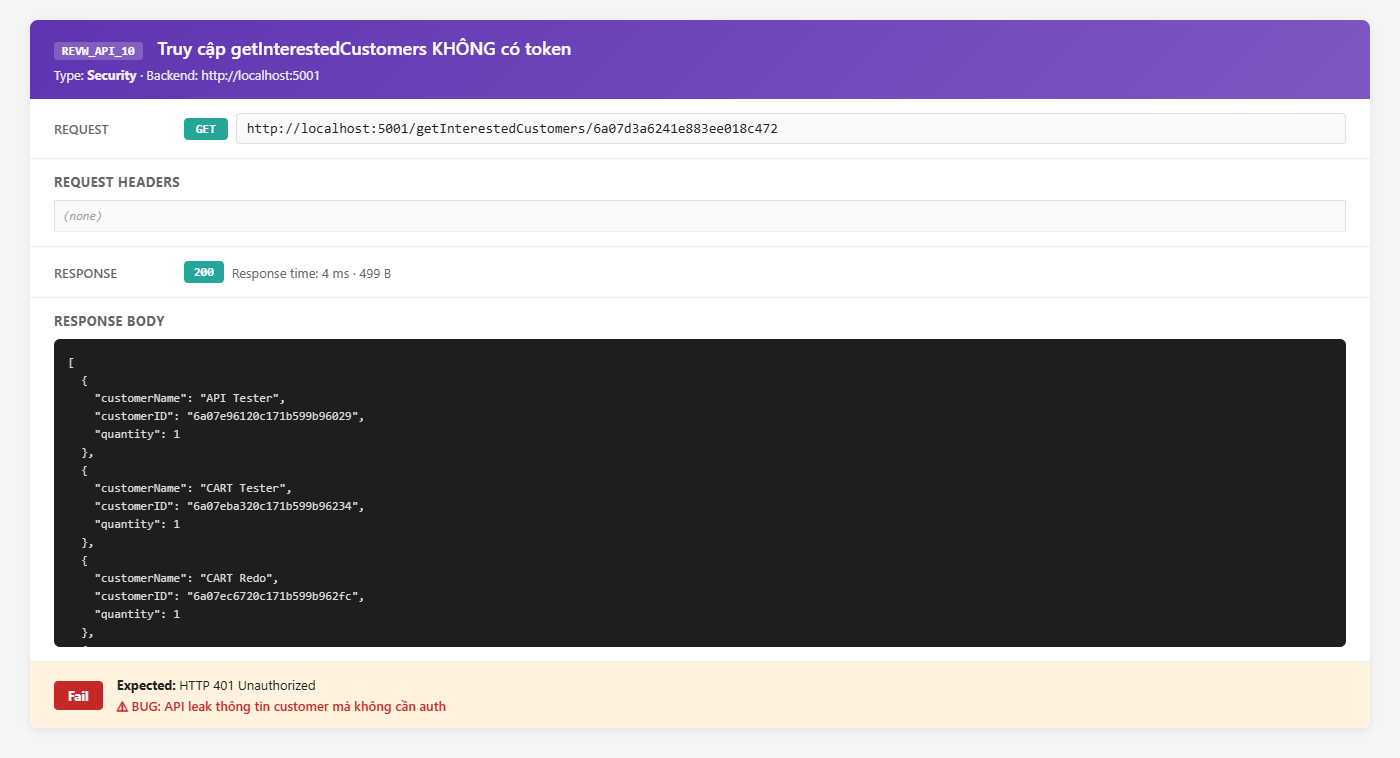 REVW_API_10 Truy cập getInterestedCustomers KHÔNG có token
Type: Security · Backend: http://localhost:5001
REQUEST GET http://localhost:5001/getInterestedCustomers/6a07d3a6241e883ee018c472
REQUEST HEADERS
(none)
RESPONSE 200 Response time: 4 ms · 499 B
RESPONSE BODY
[
{
"customerName": "API Tester",
"customerID": "6a07e96120c171b599b96029",
"quantity": 1
},
{
"customerName": "CART Tester",
"customerID": "6a07eba320c171b599b96234",
"quantity": 1
},
{
"customerName": "CART Redo",
"customerID": "6a07ec6720c171b599b962fc",
"quantity": 1
},
Fail Expected: HTTP 401 Unauthorized
⚠ BUG: API leak thông tin customer mà không cần auth